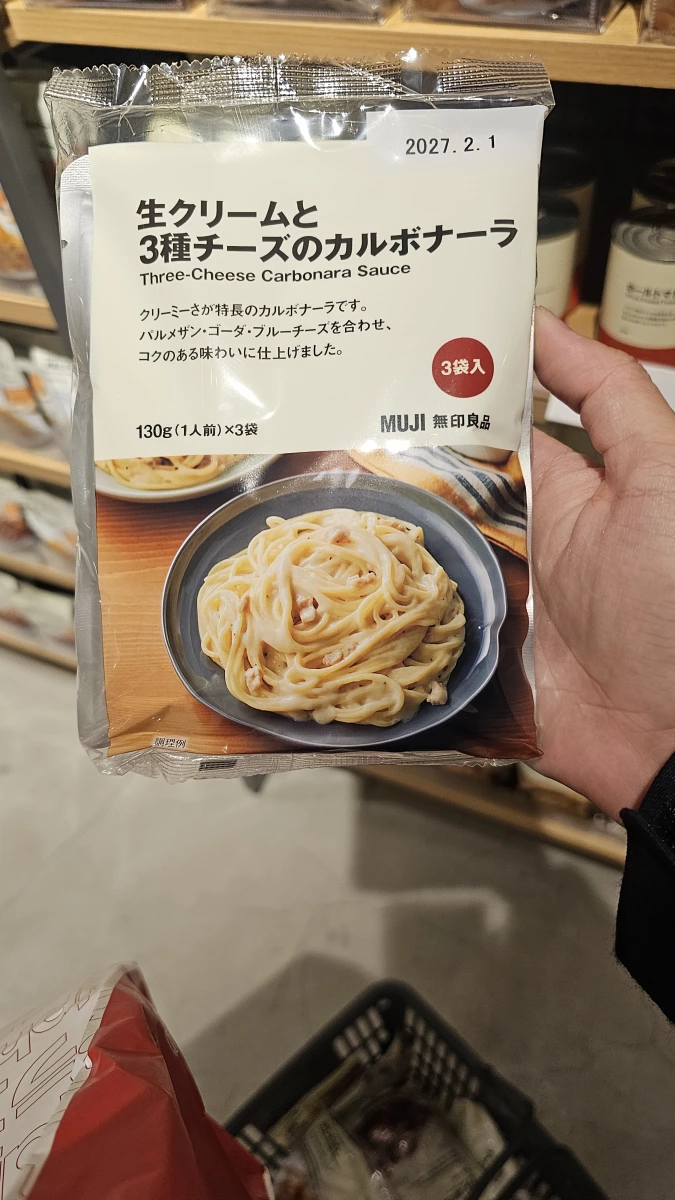 2027. 2. 1
生クリームと
3種チーズのカルボナーラ
Three-Cheese Carbonara Sauce
クリーミーさが特長のカルボナーラです。
パルメザン・ゴーダ・ブルーチーズを合わせ、
コクのある味わいに仕上げました。
3袋入
130g(1人前)×3袋
MUJI 無印良品
調理例